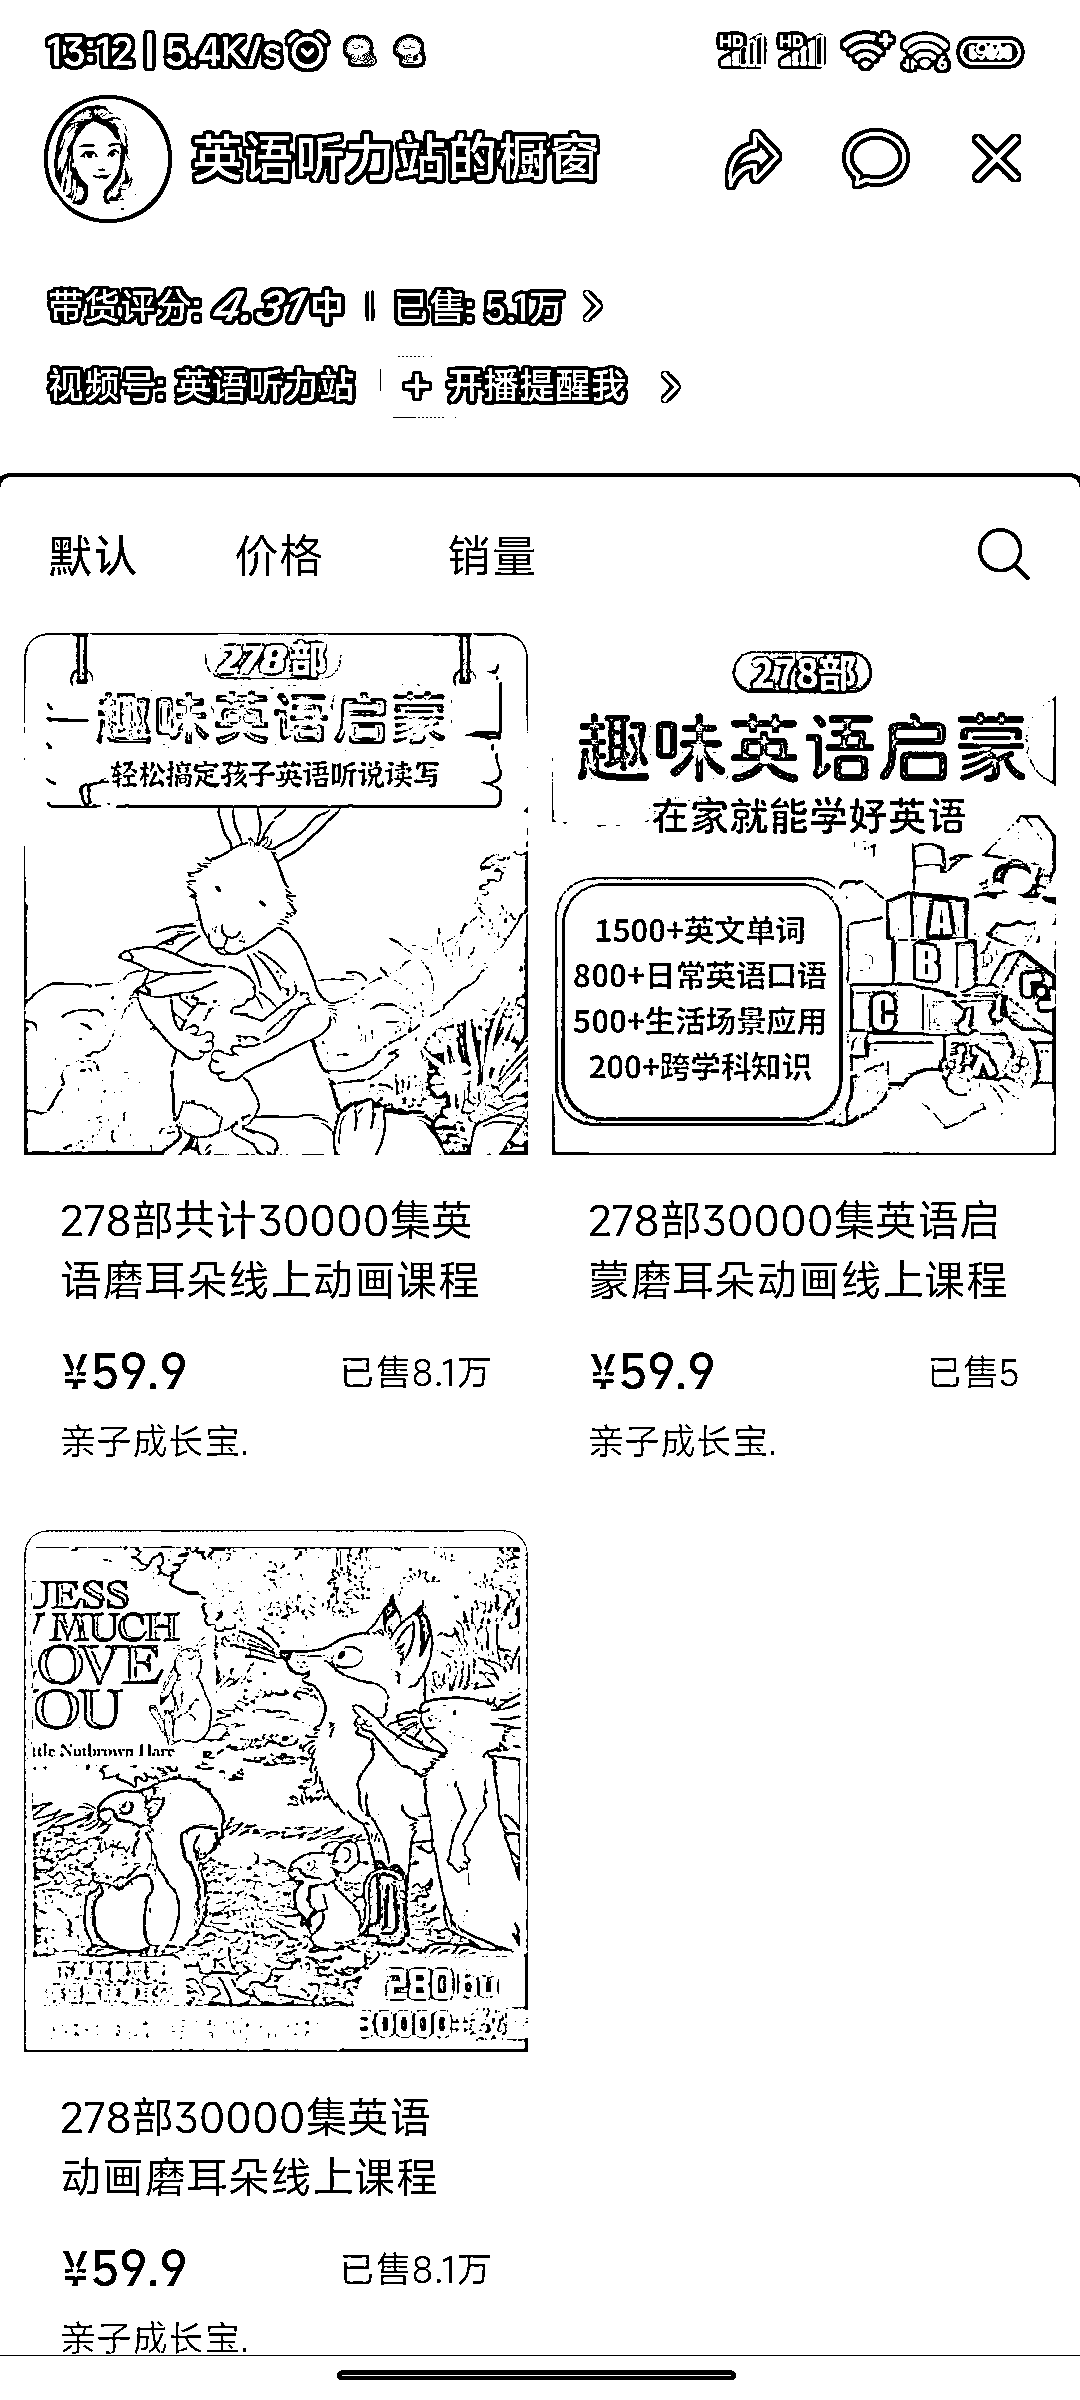 13:12 | 5.4K/s
英语听力站的橱窗
带货评分: 4.31中 | 已售: 5.1万
视频号: 英语听力站 + 开播提醒我
默认 价格 销量
278部
趣味英语启蒙
轻松搞定孩子英语听说读写
278部共计30000集英
语磨耳朵线上动画课程
¥59.9 已售8.1万
亲子成长宝.
278部
趣味英语启蒙
在家就能学好英语
1500+英文单词
800+日常英语口语
500+生活场景应用
200+跨学科知识
A
B
C
278部30000集英语启
蒙磨耳朵动画线上课程
¥59.9 已售5
亲子成长宝.
UESS
MUCH
OVE
OU
ttle Nutbrown Hare
280部
30000集
278部30000集英语
动画磨耳朵线上课程
¥59.9 已售8.1万
亲子成长宝.